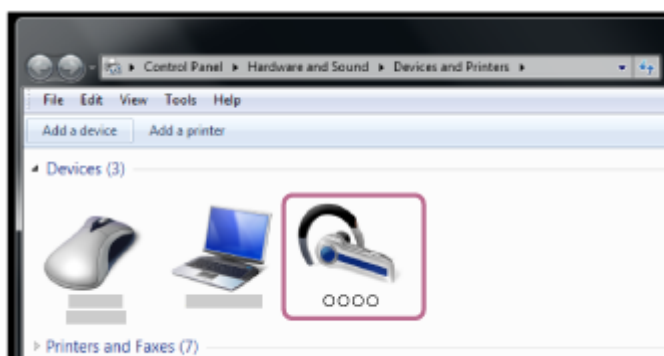 Control Panel ▸ Hardware and Sound ▸ Devices and Printers ▸
File Edit View Tools Help
Add a device Add a printer
Devices (3)
○○○○
Printers and Faxes (7)